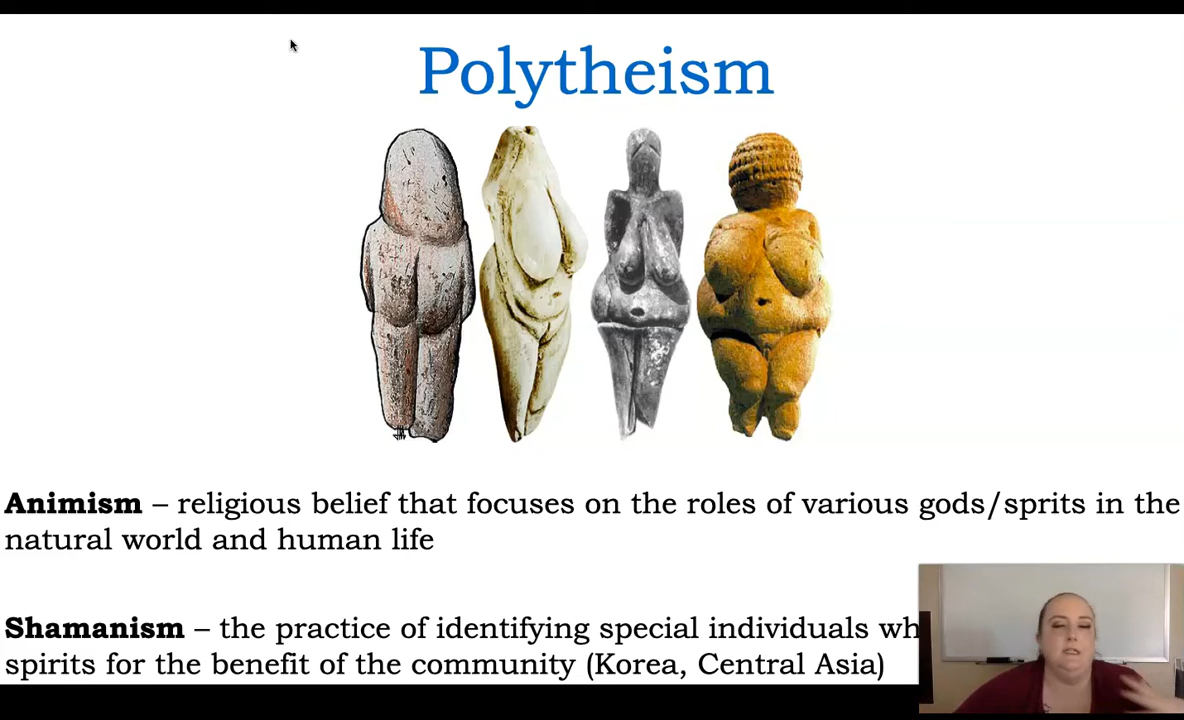 Polytheism
Animism – religious belief that focuses on the roles of various gods/sprits in the
natural world and human life
Shamanism – the practice of identifying special individuals
spirits for the benefit of the community (Korea, Central Asia)